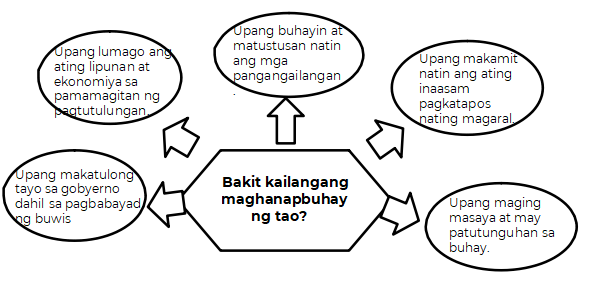 Upang lumago ang
ating lipunan at
ekonomiya sa
pamamagitan ng
pagtutulungan.
Upang buhayin at
matustusan natin
ang mga
pangangailangan
.
Upang makamit
natin ang ating
inaasam
pagkatapos
nating magaral.
Upang makatulong
tayo sa gobyerno
dahil sa pagbabayad
ng buwis
Bakit kailangang
maghanapbuhay
ng tao?
Upang maging
masaya at may
patutunguhan sa
buhay.